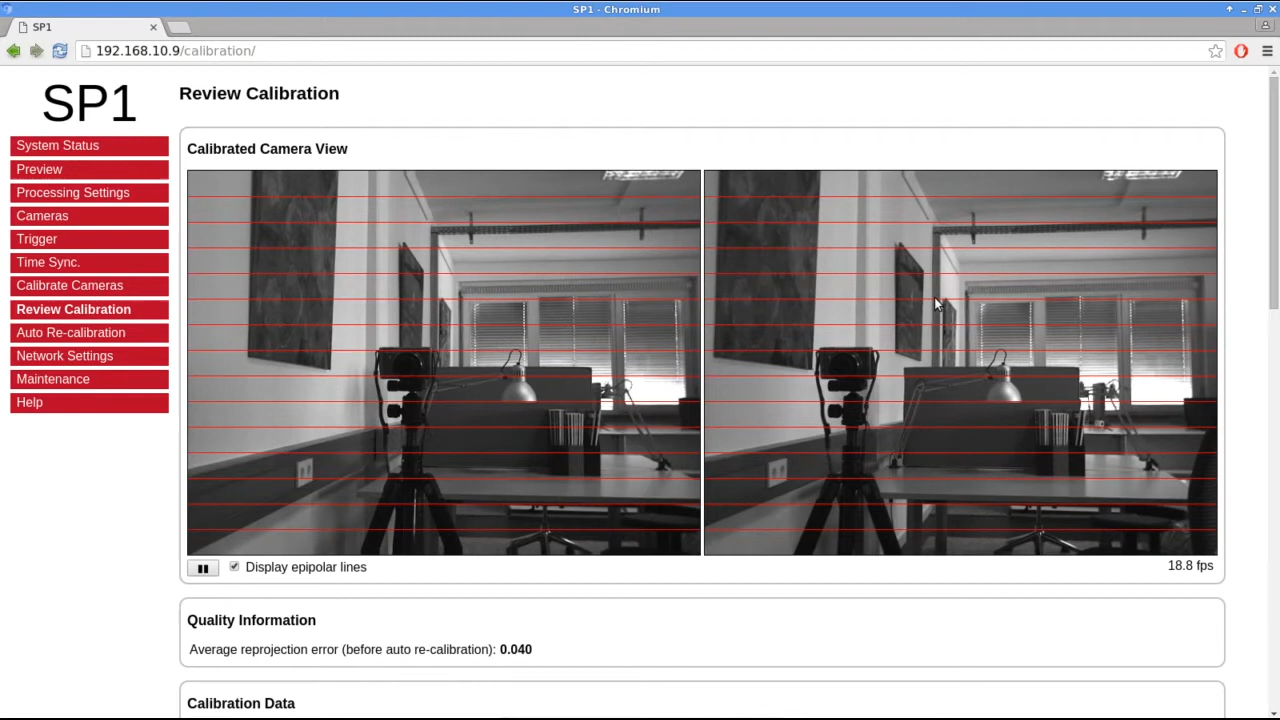 SP1 - Chromium
SP1
192.168.10.9/calibration/
SP1
System Status
Preview
Processing Settings
Cameras
Trigger
Time Sync.
Calibrate Cameras
Review Calibration
Auto Re-calibration
Network Settings
Maintenance
Help
Review Calibration
Calibrated Camera View
Display epipolar lines
18.8 fps
Quality Information
Average reprojection error (before auto re-calibration): 0.040
Calibration Data